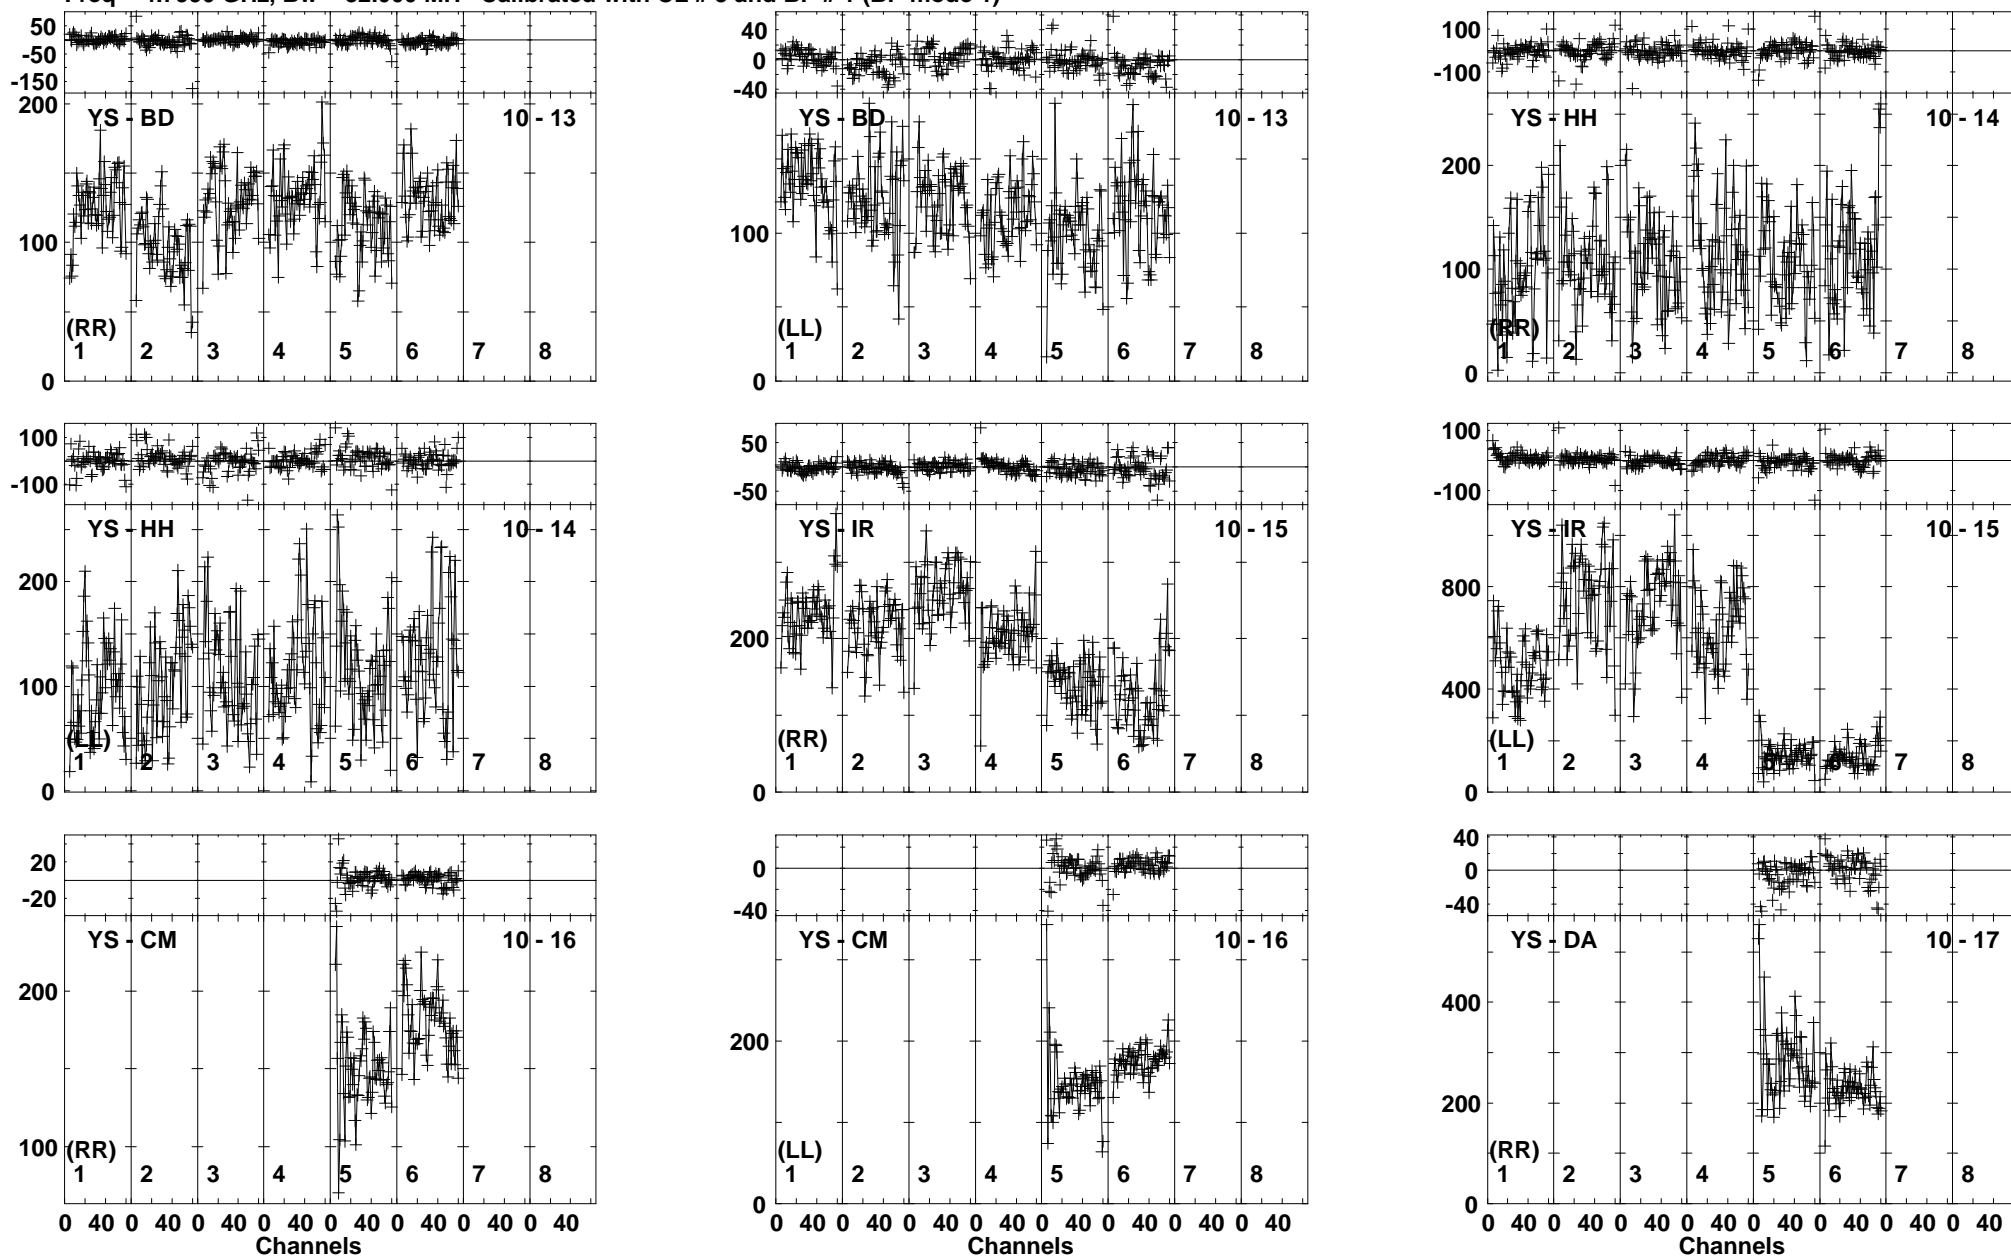 50 -50 -150
40 0 -40
100 -100
YS - BD 10 - 13
200 100 0
(RR)
1 2 3 4 5 6 7 8
YS - BD 10 - 13
100 0
(LL)
1 2 3 4 5 6 7 8
YS - HH 10 - 14
200 100 0
(RR)
1 2 3 4 5 6 7 8
100 -100
50 -50
100 -100
YS - HH 10 - 14
200 100 0
(LL)
1 2 3 4 5 6 7 8
YS - IR 10 - 15
200 0
(RR)
1 2 3 4 5 6 7 8
YS - IR 10 - 15
800 400 0
(LL)
1 2 3 4 5 6 7 8
20 -20
0 -40
40 0 -40
YS - CM 10 - 16
200 100
(RR)
1 2 3 4 5 6 7 8
YS - CM 10 - 16
200 0
(LL)
1 2 3 4 5 6 7 8
YS - DA 10 - 17
400 200 0
(RR)
1 2 3 4 5 6 7 8
0 40 0 40 0 40 0 40 0 40 0 40 0 40 0 40
0 40 0 40 0 40 0 40 0 40 0 40 0 40 0 40
0 40 0 40 0 40 0 40 0 40 0 40 0 40 0 40
Channels
Channels
Channels